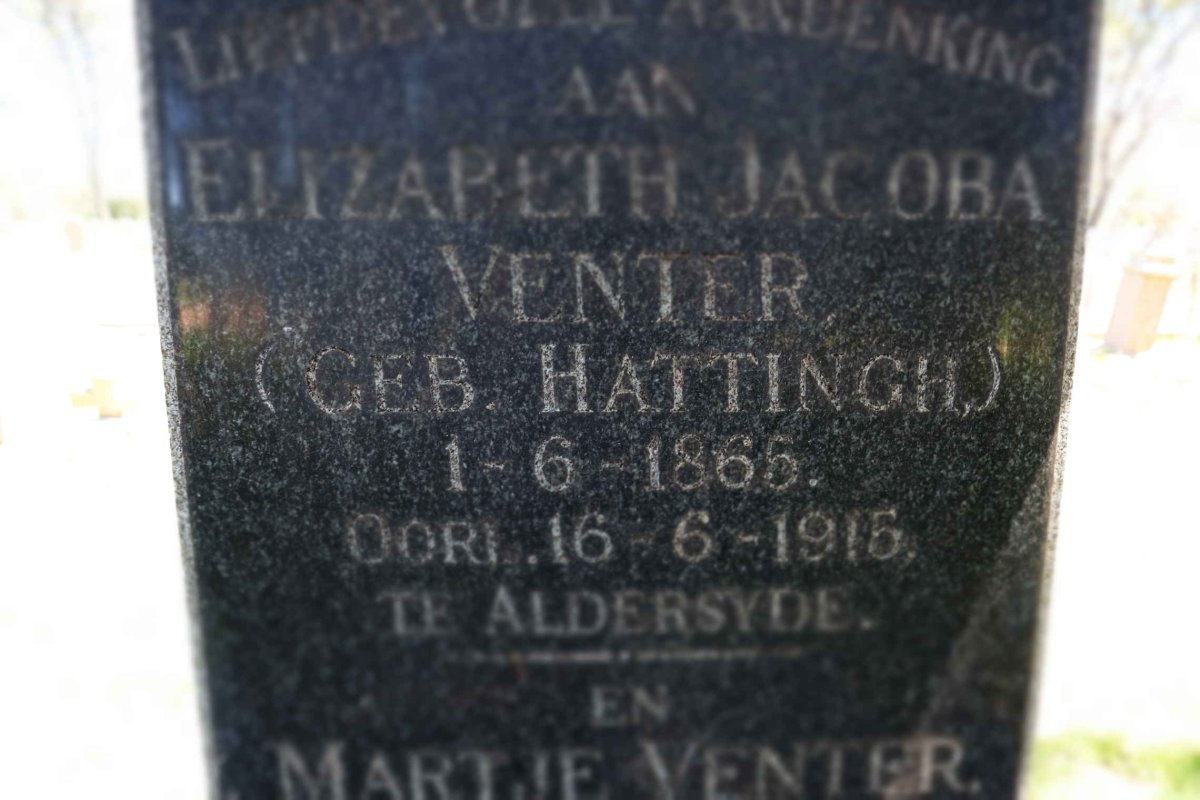 LIEFDEVOLLE AANDENKING
AAN
ELIZABETH JACOBA
VENTER.
(GEB. HATTINGH,)
1-6-1865.
OORL. 16-6-1915.
TE ALDERSYDE.
EN
MARTJE VENTER.